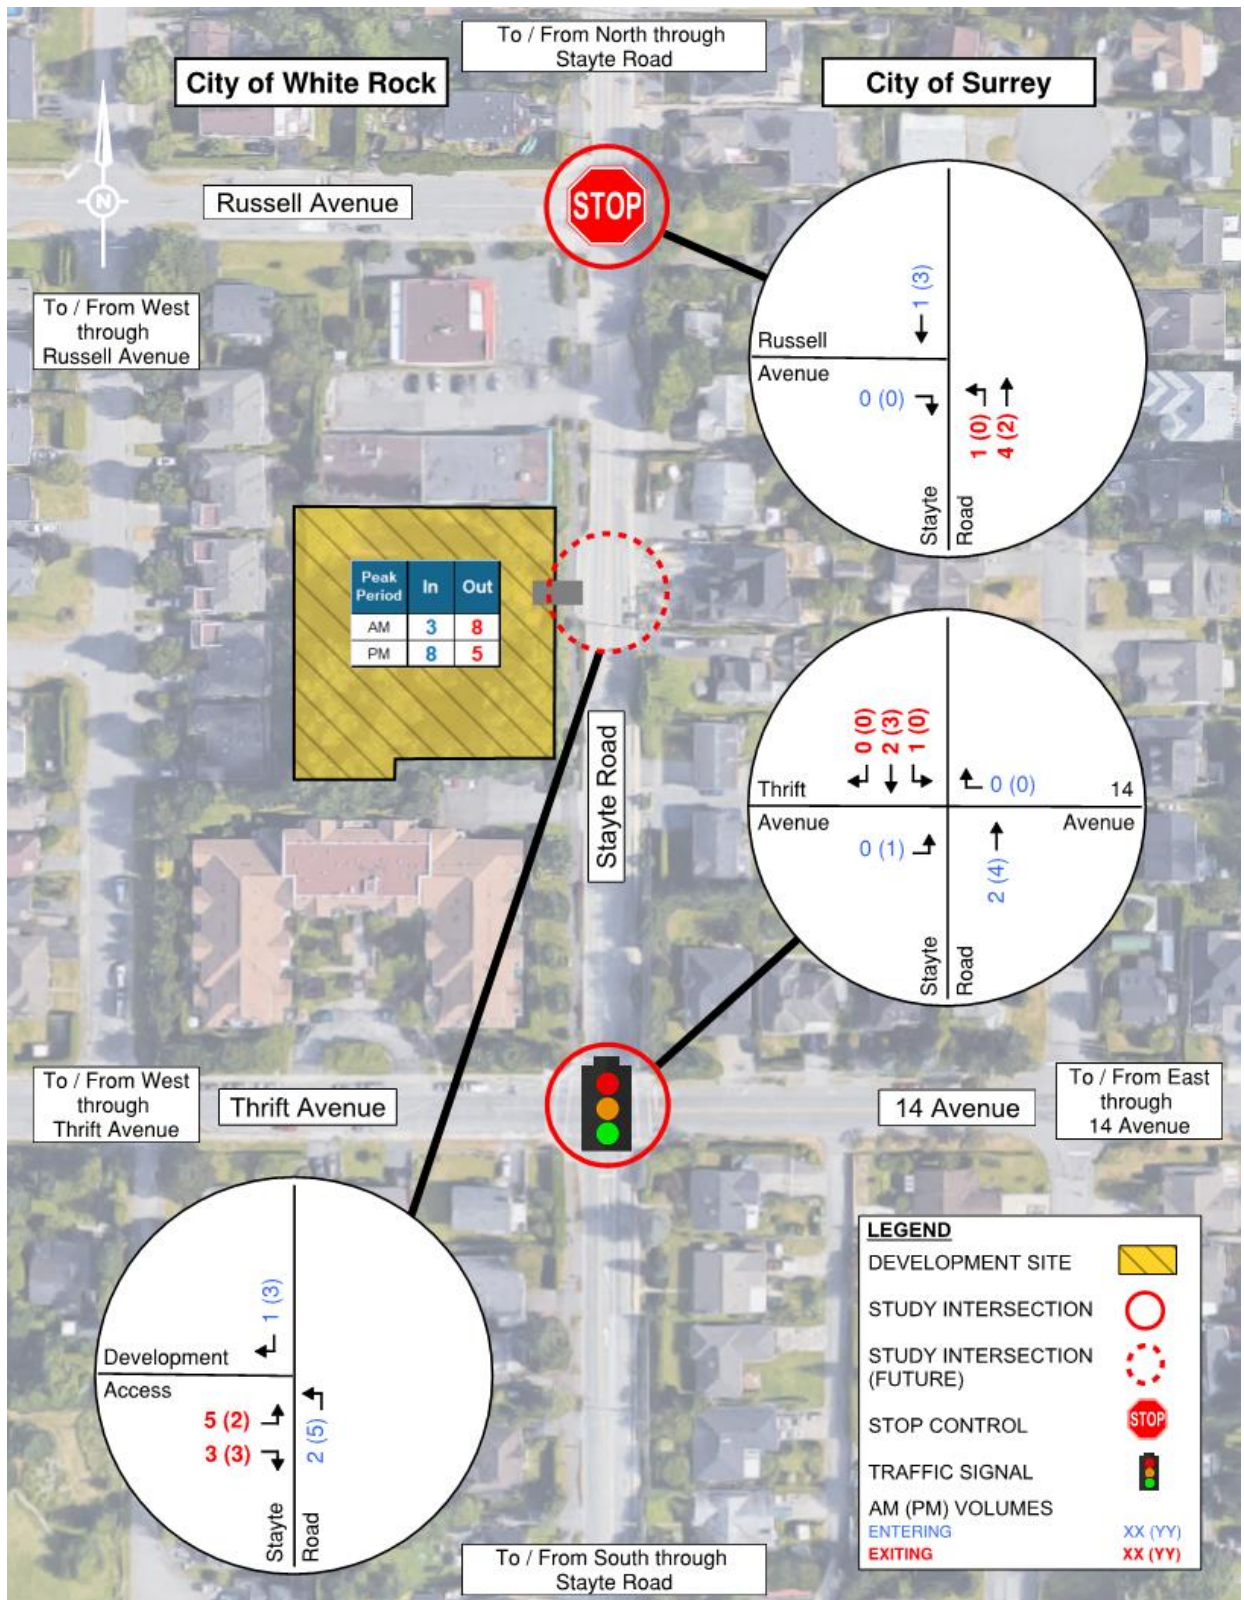 To / From North through
Stayte Road
City of White Rock
City of Surrey
N
Russell Avenue
STOP
To / From West
through
Russell Avenue
1 (3)
Russell
Avenue
0 (0)
1 (0)
4 (2)
Stayte
Road
Peak
Period
In
Out
AM
3
8
PM
8
5
Stayte Road
0 (0)
2 (3)
1 (0)
0 (0)
Thrift
Avenue
14
Avenue
0 (1)
2 (4)
Stayte
Road
To / From West
through
Thrift Avenue
Thrift Avenue
14 Avenue
To / From East
through
14 Avenue
1 (3)
Development
Access
5 (2)
3 (3)
2 (5)
Stayte
Road
To / From South through
Stayte Road
LEGEND
DEVELOPMENT SITE
STUDY INTERSECTION
STUDY INTERSECTION
(FUTURE)
STOP CONTROL
STOP
TRAFFIC SIGNAL
AM (PM) VOLUMES
ENTERING XX (YY)
EXITING XX (YY)